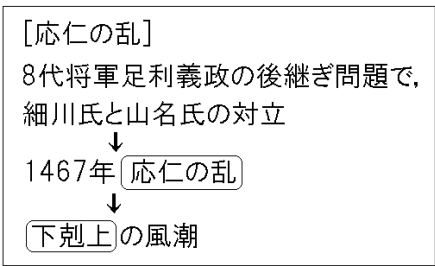 [応仁の乱]
8代将軍足利義政の後継ぎ問題で,
細川氏と山名氏の対立
↓
1467年応仁の乱
↓
下剋上の風潮